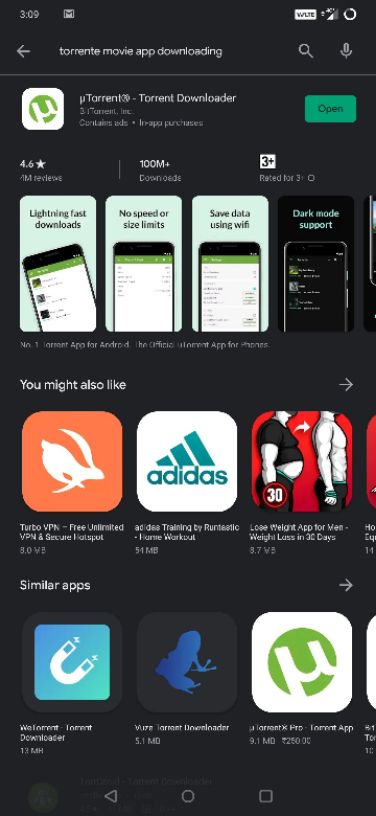 3:09
VoLTE
torrente movie app downloading
µTorrent® - Torrent Downloader
BitTorrent, Inc.
Contains ads • In-app purchases
Open
4.6★
4M reviews
100M+
Downloads
3+
Rated for 3+
Lightning fast
downloads
No speed or
size limits
Save data
using wifi
Dark mode
support
No. 1 Torrent App for Android. The Official uTorrent App for Phones.
You might also like
30
adidas
Turbo VPN – Free Unlimited
VPN & Secure Hotspot
8.0 MB
adidas Training by Runtastic
- Home Workout
54 MB
Lose Weight App for Men -
Weight Loss in 30 Days
8.7 MB
Ho
Equ
14
Similar apps
WeTorrent - Torrent
Downloader
13 MB
Vuze Torrent Downloader
5.1 MB
µTorrent® Pro - Torrent App
9.1 MB ₹250.00
Bit
Tor
10
- Torrent Downloader